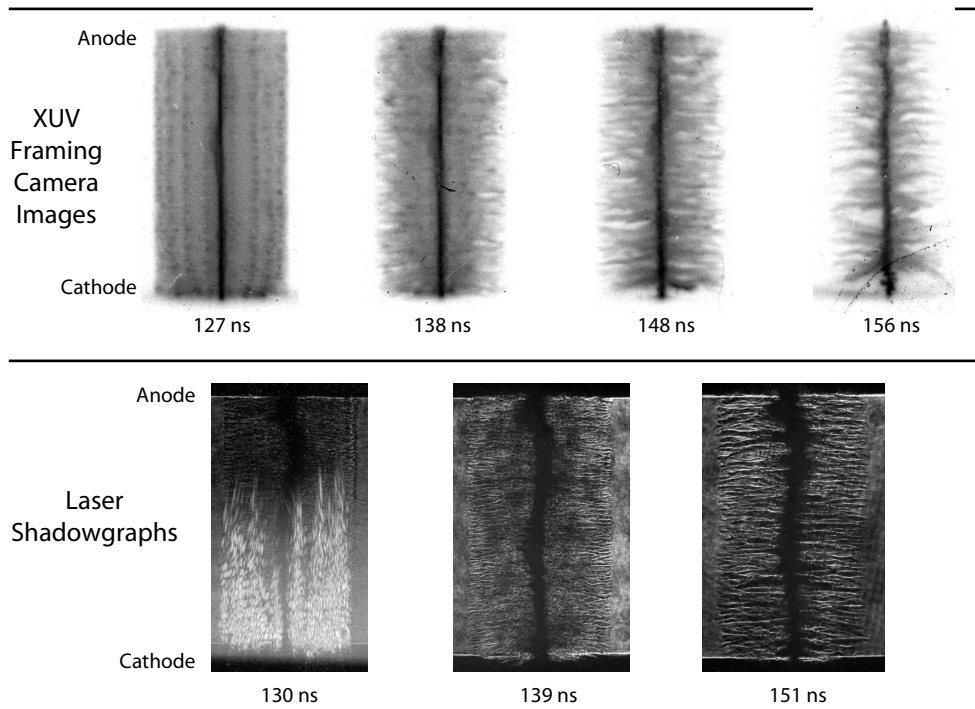 Anode
XUV
Framing
Camera
Images
Cathode
127 ns
138 ns
148 ns
156 ns
Anode
Laser
Shadowgraphs
Cathode
130 ns
139 ns
151 ns